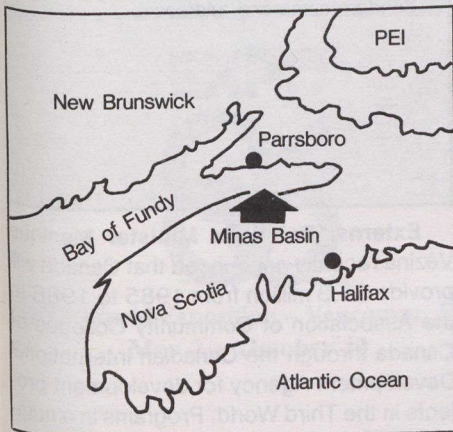 PEI
New Brunswick
Parrsboro
Bay of Fundy
Minas Basin
Nova Scotia
Halifax
Atlantic Ocean